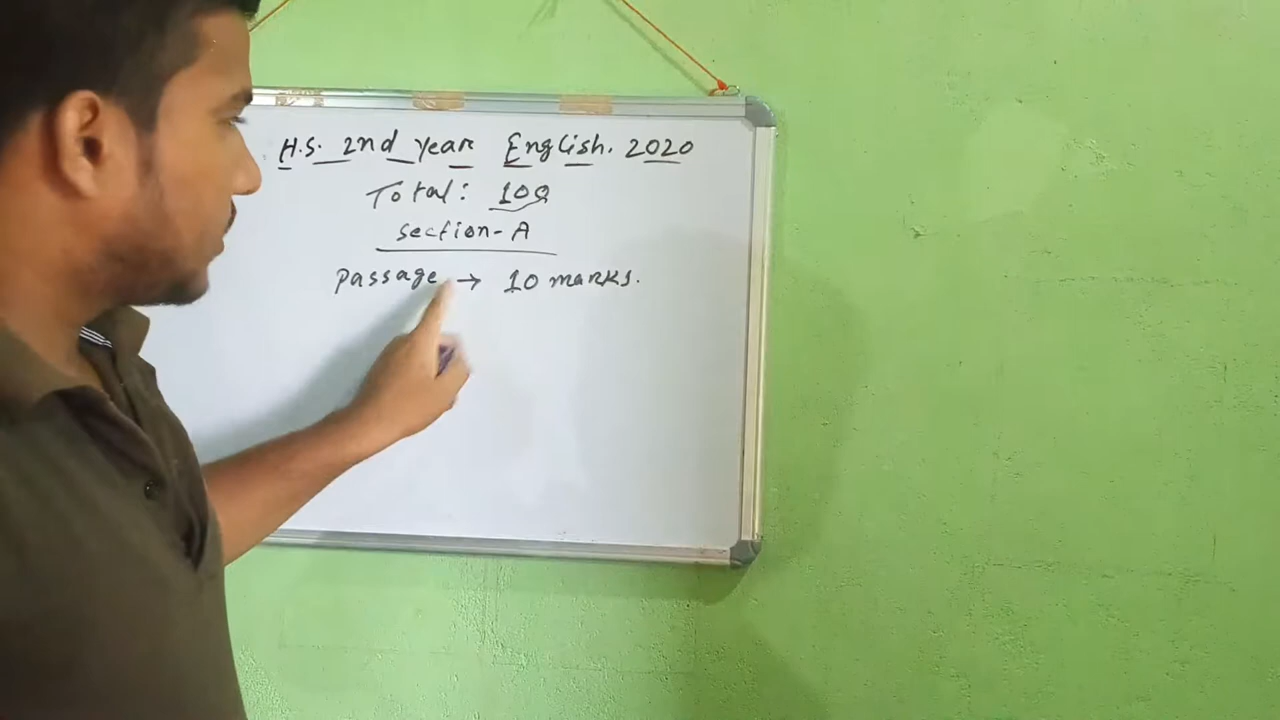 H.S. 2nd year English. 2020
Total: 100
Section-A
Passage → 10 marks.